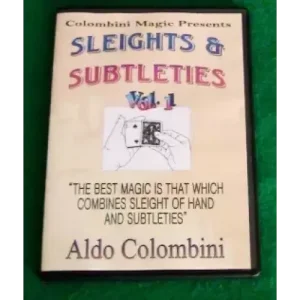 Colombini Magic Presents
SLEIGHTS &
SUBTLETIES
Vol. 1
"THE BEST MAGIC IS THAT WHICH
COMBINES SLEIGHT OF HAND
AND SUBTLETIES"
Aldo Colombini